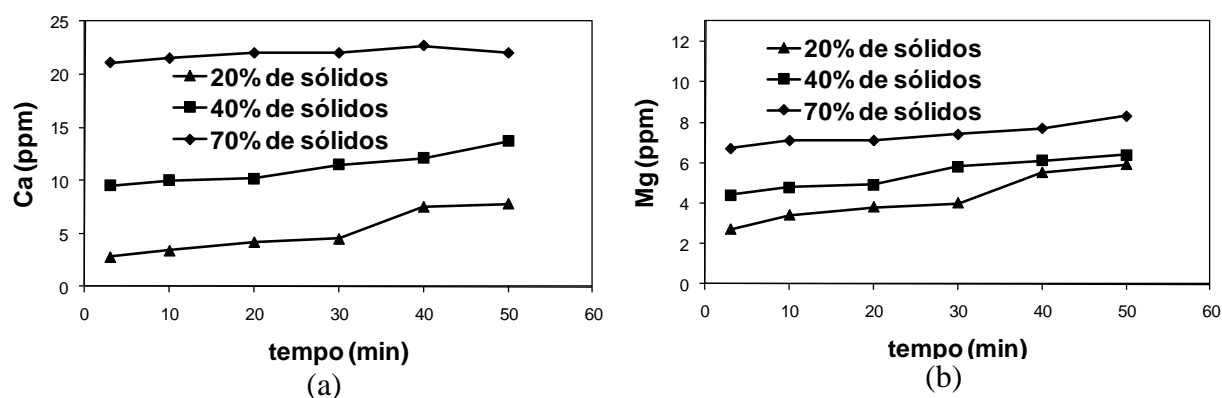 25
20
15
10
5
0
Ca (ppm)
20% de sólidos
40% de sólidos
70% de sólidos
0 10 20 30 40 50 60
tempo (min)
(a)
12
10
8
6
4
2
0
Mg (ppm)
20% de sólidos
40% de sólidos
70% de sólidos
0 10 20 30 40 50 60
tempo (min)
(b)